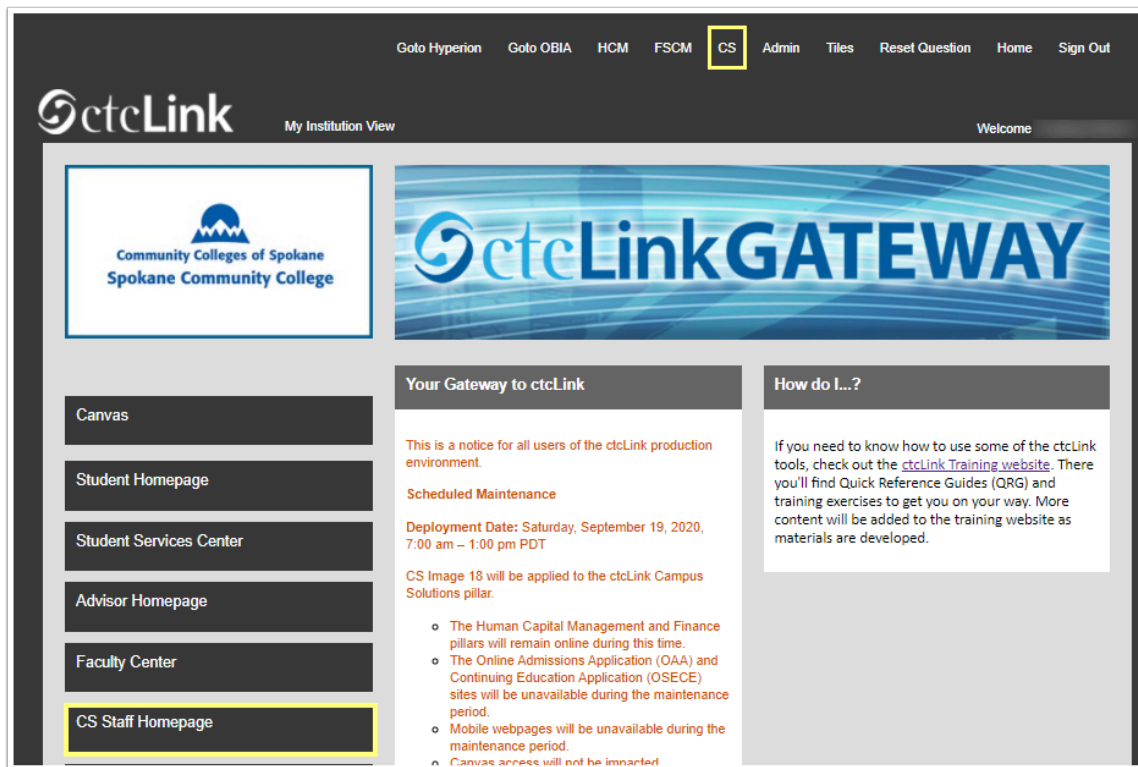 Goto Hyperion Goto OBIA HCM FSCM CS Admin Tiles Reset Question Home Sign Out
ctcLink
My Institution View
Welcome
Community Colleges of Spokane
Spokane Community College
ctcLinkGATEWAY
Canvas
Student Homepage
Student Services Center
Advisor Homepage
Faculty Center
CS Staff Homepage
Your Gateway to ctcLink
This is a notice for all users of the ctcLink production
environment.
Scheduled Maintenance
Deployment Date: Saturday, September 19, 2020,
7:00 am – 1:00 pm PDT
CS Image 18 will be applied to the ctcLink Campus
Solutions pillar.
The Human Capital Management and Finance
pillars will remain online during this time.
The Online Admissions Application (OAA) and
Continuing Education Application (OSECE)
sites will be unavailable during the maintenance
period.
Mobile webpages will be unavailable during the
maintenance period.
Canvas access will not be impacted
How do I...?
If you need to know how to use some of the ctcLink
tools, check out the ctcLink Training website. There
you'll find Quick Reference Guides (QRG) and
training exercises to get you on your way. More
content will be added to the training website as
materials are developed.